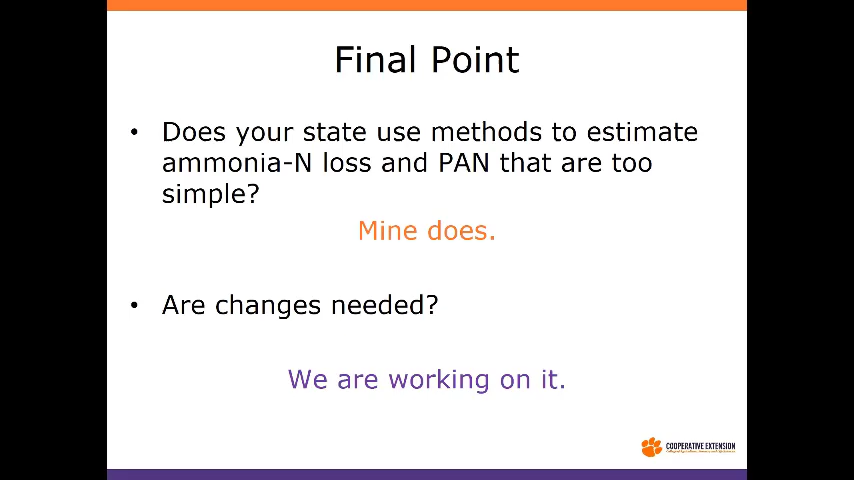 Final Point
• Does your state use methods to estimate
ammonia-N loss and PAN that are too
simple?
Mine does.
• Are changes needed?
We are working on it.
COOPERATIVE EXTENSION